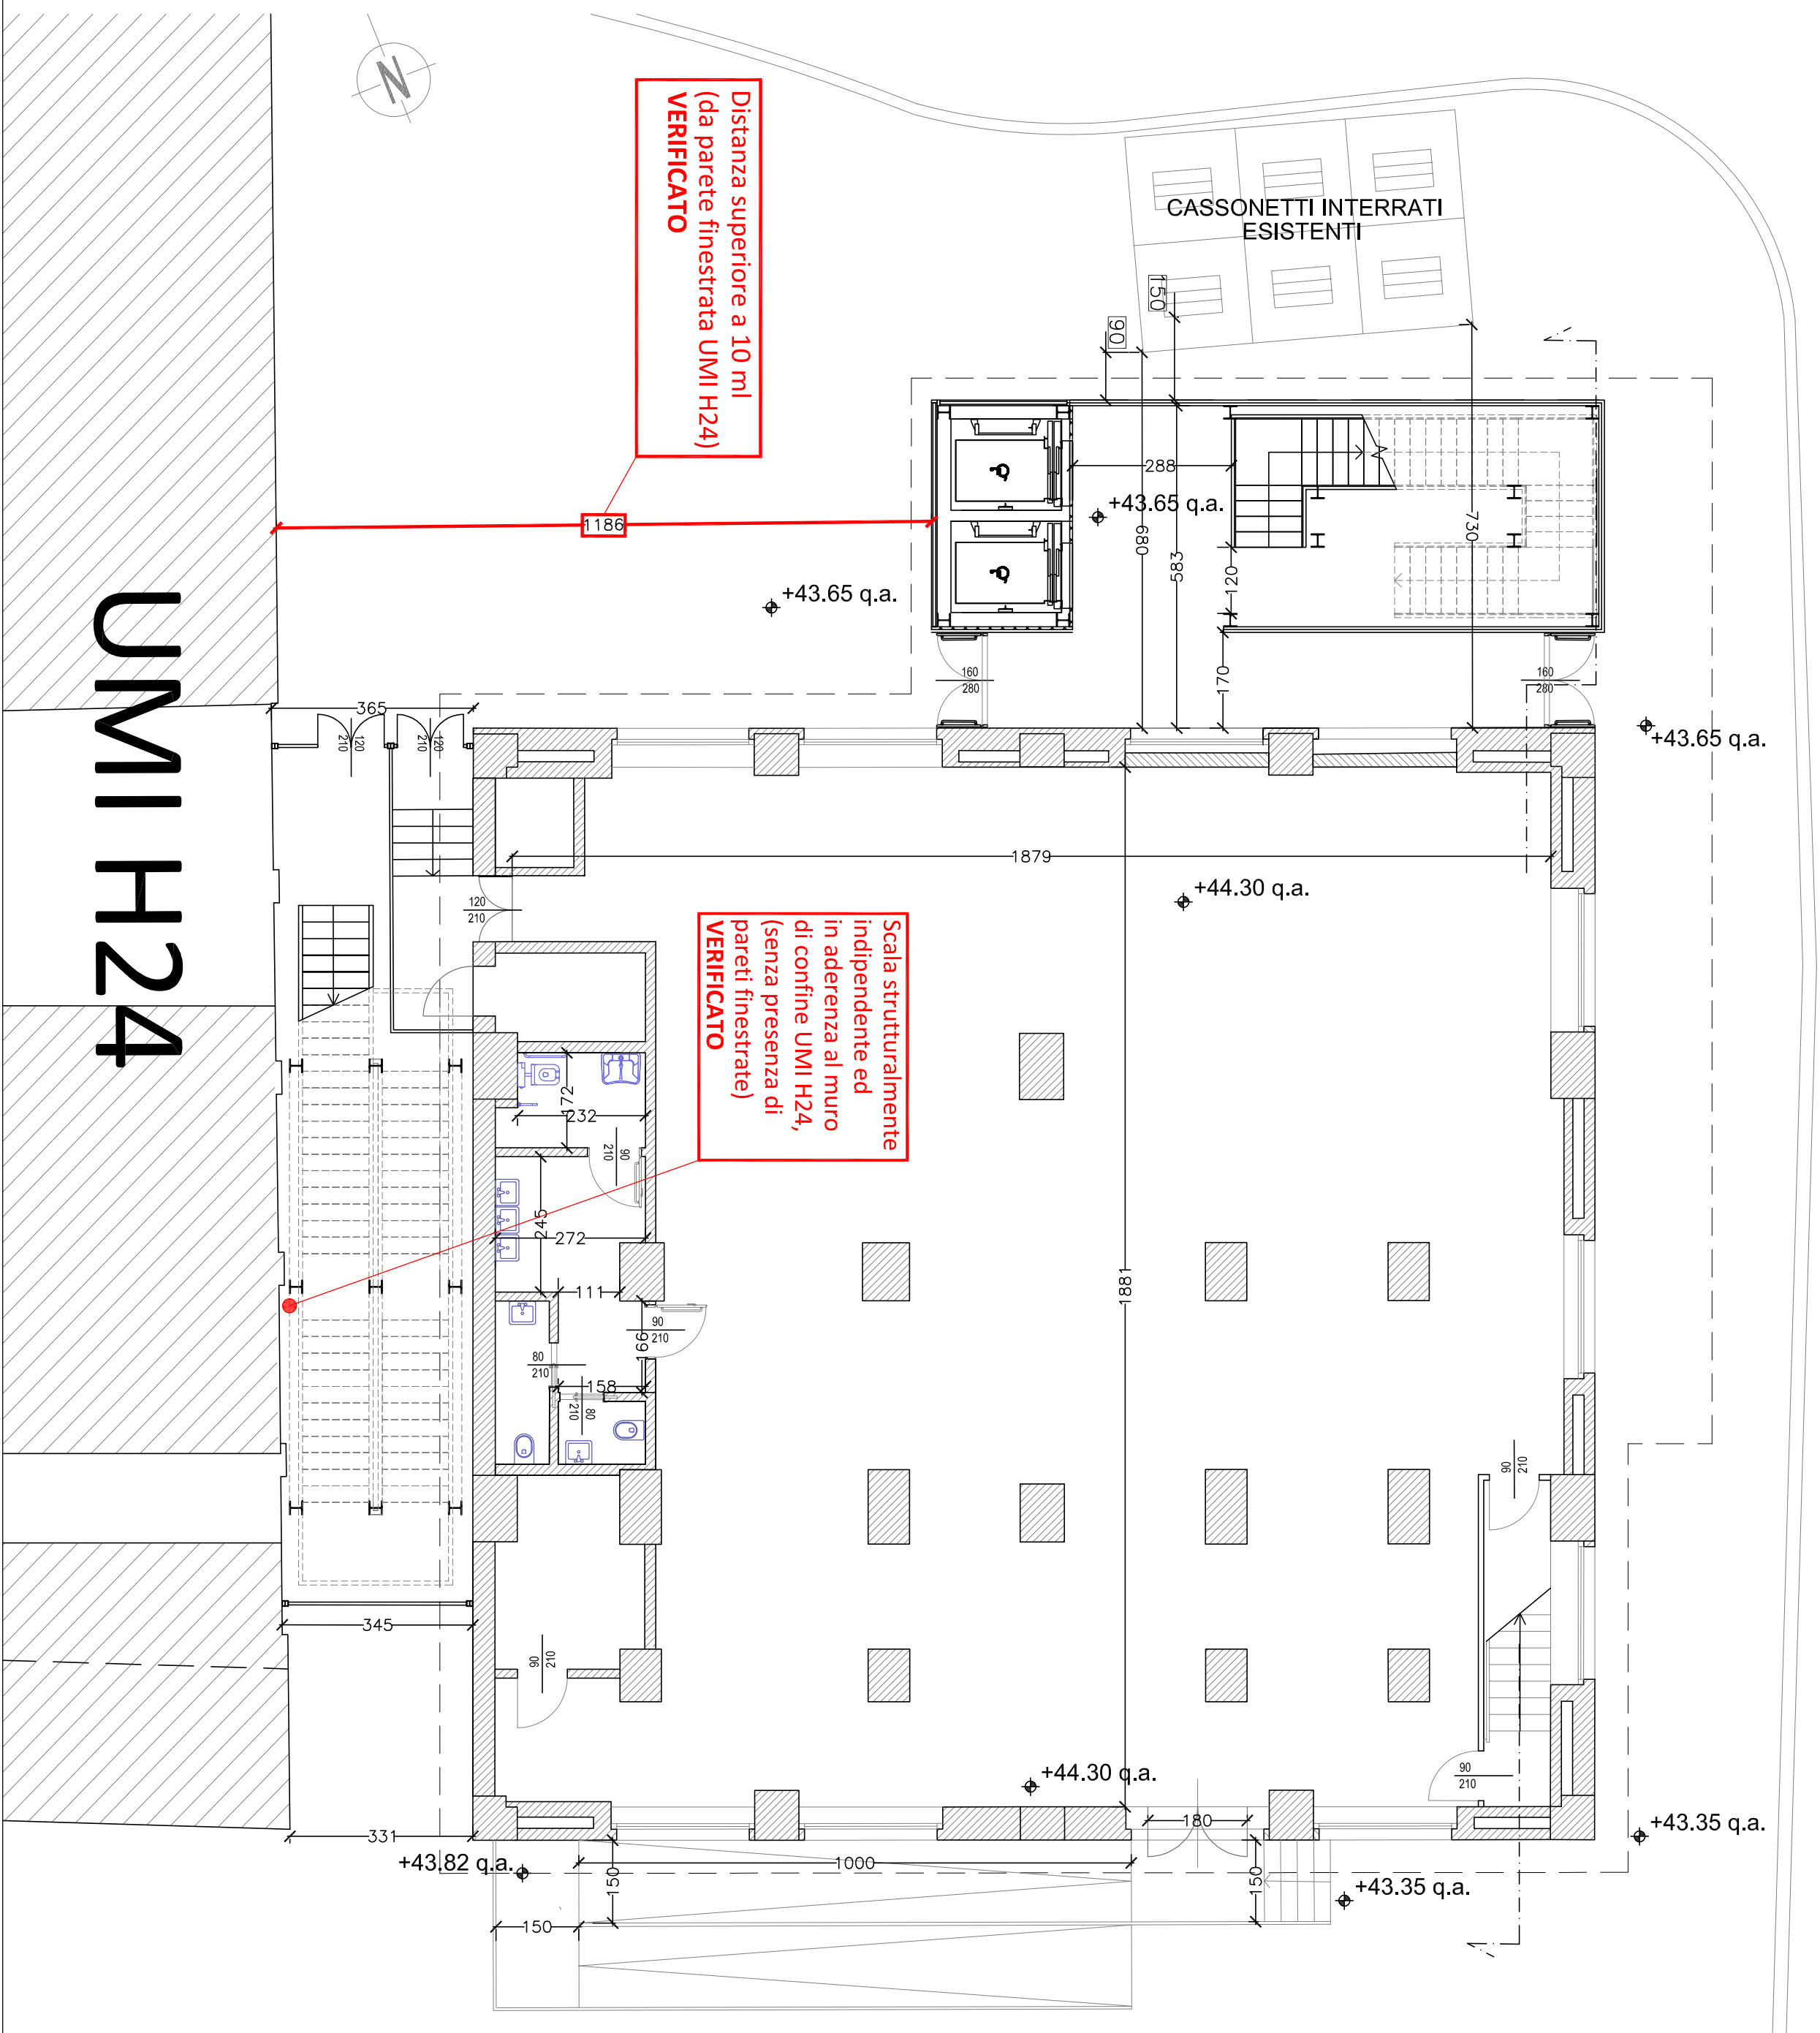 N
Distanza superiore a 10 ml
(da parete finestrata UMI H24)
VERIFICATO
CASSONETTI INTERRATI
ESISTENTI
150
90
288
+43.65 q.a.
680
583
730
120
170
1186
+43.65 q.a.
160
280
160
280
+43.65 q.a.
UMI H24
365
120
210
120
210
1879
+44.30 q.a.
120
210
Scala strutturalmente
indipendente ed
in aderenza al muro
di confine UMI H24,
(senza presenza di
pareti finestrate)
VERIFICATO
172
232
90
210
245
272
111
1881
90
210
166
80
210
158
80
210
90
210
345
90
210
90
210
+44.30 q.a.
180
331
+43.82 q.a.
1000
150
150
150
+43.35 q.a.
+43.35 q.a.